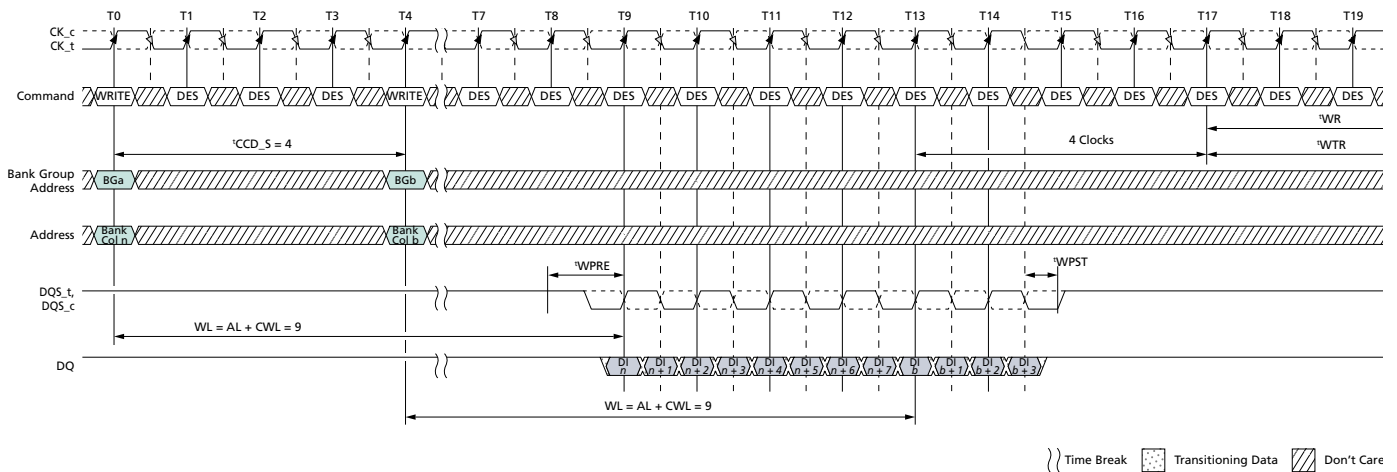 T0 T1 T2 T3 T4 T7 T8 T9 T10 T11 T12 T13 T14 T15 T16 T17 T18 T19
CK_c
CK_t
Command WRITE DES DES DES WRITE DES DES DES DES DES DES DES DES DES DES DES DES DES
tWR
tCCD_S = 4 4 Clocks tWTR
Bank Group
Address BGa BGb
Address Bank
Col n Bank
Col b
tWPRE tWPST
DQS_t,
DQS_c
WL = AL + CWL = 9
DQ DI
n DI
n + 1 DI
n + 2 DI
n + 3 DI
n + 4 DI
n + 5 DI
n + 6 DI
n + 7 DI
b DI
b + 1 DI
b + 2 DI
b + 3
WL = AL + CWL = 9
Time Break Transitioning Data Don't Care